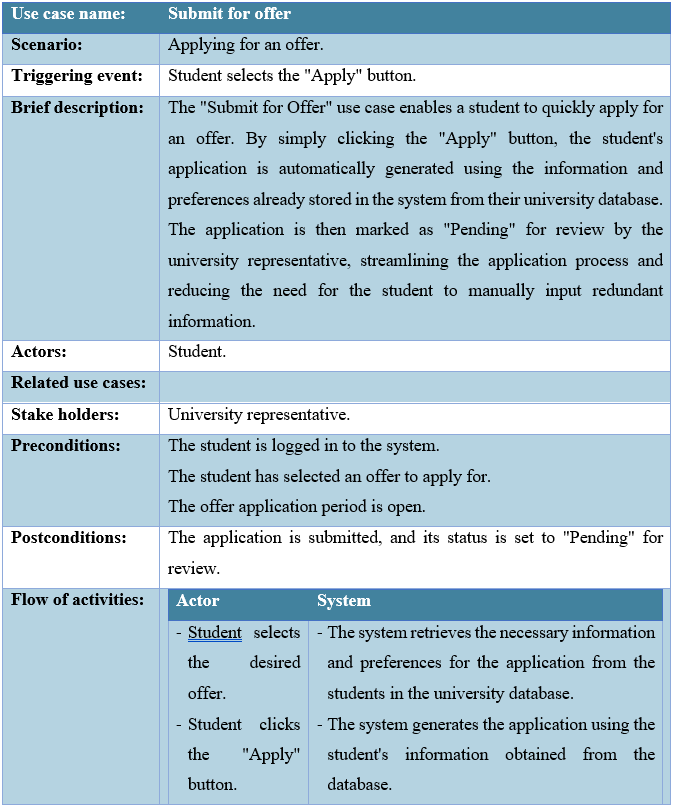 Use case name: Submit for offer
Scenario: Applying for an offer.
Triggering event: Student selects the "Apply" button.
Brief description: The "Submit for Offer" use case enables a student to quickly apply for
an offer. By simply clicking the "Apply" button, the student's
application is automatically generated using the information and
preferences already stored in the system from their university database.
The application is then marked as "Pending" for review by the
university representative, streamlining the application process and
reducing the need for the student to manually input redundant
information.
Actors: Student.
Related use cases:
Stake holders: University representative.
Preconditions: The student is logged in to the system.
The student has selected an offer to apply for.
The offer application period is open.
Postconditions: The application is submitted, and its status is set to "Pending" for
review.
Flow of activities: Actor System
- Student selects
the desired
offer.
- Student clicks
the "Apply"
button.
- The system retrieves the necessary information
and preferences for the application from the
students in the university database.
- The system generates the application using the
student's information obtained from the
database.